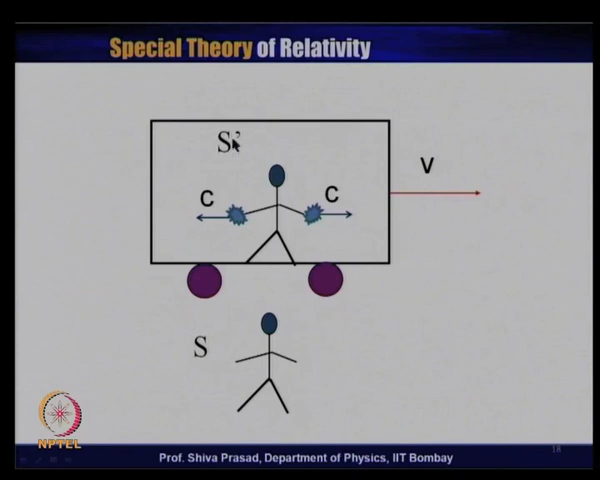 Special Theory of Relativity
S'
V
C
C
S
NPTEL
18
Prof. Shiva Prasad, Department of Physics, IIT Bombay